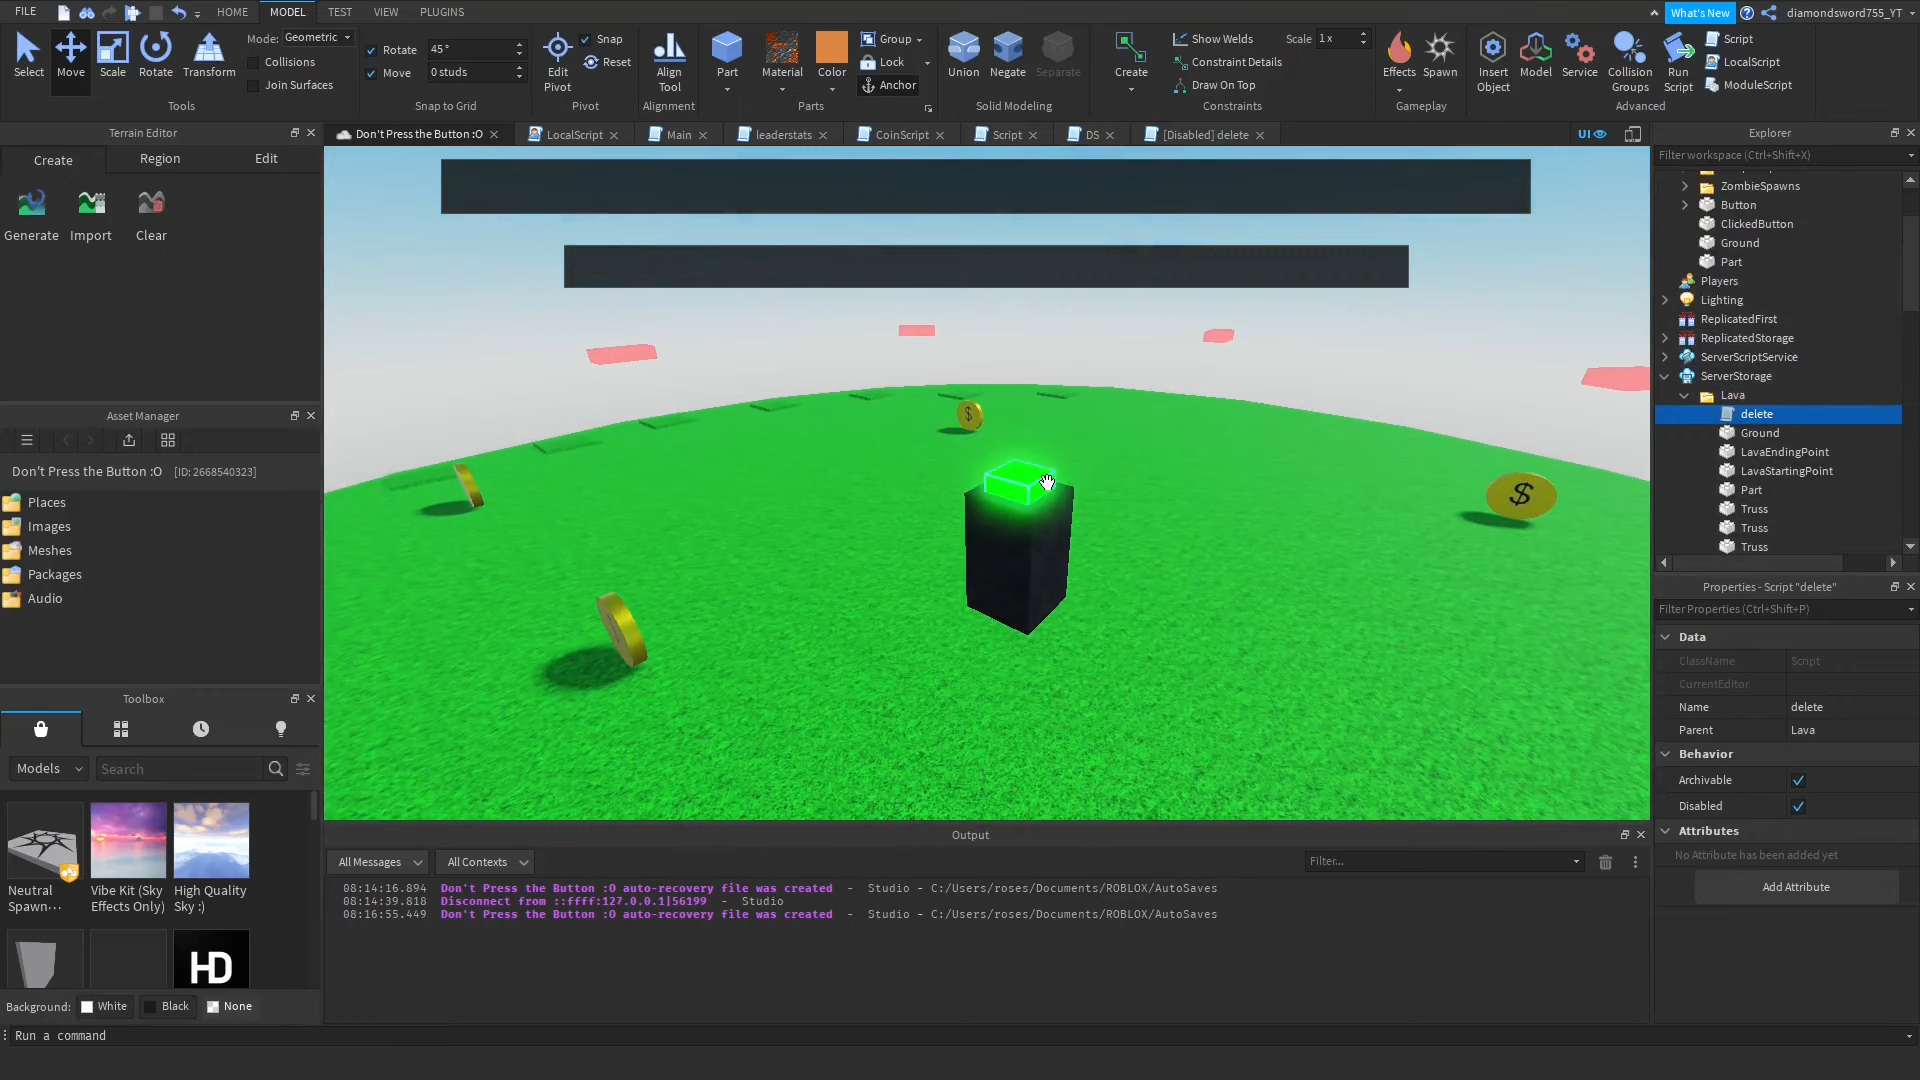 FILE HOME MODEL TEST VIEW PLUGINS What's New diamondsword755_YT
Select Move Scale Rotate Transform
Mode: Geometric
Collisions
Join Surfaces
Tools
Rotate 45°
Move 0 studs
Snap to Grid
Edit Pivot
Snap
Reset
Pivot
Align Tool
Alignment
Part Material Color
Group
Lock
Anchor
Parts
Union Negate Separate
Solid Modeling
Create
Show Welds
Constraint Details
Draw On Top
Scale 1 x
Constraints
Effects Spawn
Gameplay
Insert Object
Model
Service
Collision Groups
Run Script
Script
LocalScript
ModuleScript
Advanced
Terrain Editor
Create Region Edit
Generate Import Clear
Asset Manager
Don't Press the Button :O [ID: 2668540323]
Places
Images
Meshes
Packages
Audio
Toolbox
Models Search
Neutral Spawn···
Vibe Kit (Sky Effects Only)
High Quality Sky :)
HD
Background: White Black None
Run a command
Don't Press the Button :O LocalScript Main leaderstats CoinScript Script DS [Disabled] delete UI
$
$
Output
All Messages All Contexts Filter...
08:14:16.894 Don't Press the Button :O auto-recovery file was created - Studio - C:/Users/roses/Documents/ROBLOX/AutoSaves
08:14:39.818 Disconnect from ::ffff:127.0.0.1|56199 - Studio
08:16:55.449 Don't Press the Button :O auto-recovery file was created - Studio - C:/Users/roses/Documents/ROBLOX/AutoSaves
Explorer
Filter workspace (Ctrl+Shift+X)
ZombieSpawns
Button
ClickedButton
Ground
Part
Players
Lighting
ReplicatedFirst
ReplicatedStorage
ServerScriptService
ServerStorage
Lava
delete
Ground
LavaEndingPoint
LavaStartingPoint
Part
Truss
Truss
Truss
Properties - Script "delete"
Filter Properties (Ctrl+Shift+P)
Data
ClassName Script
CurrentEditor
Name delete
Parent Lava
Behavior
Archivable
Disabled
Attributes
No Attribute has been added yet
Add Attribute